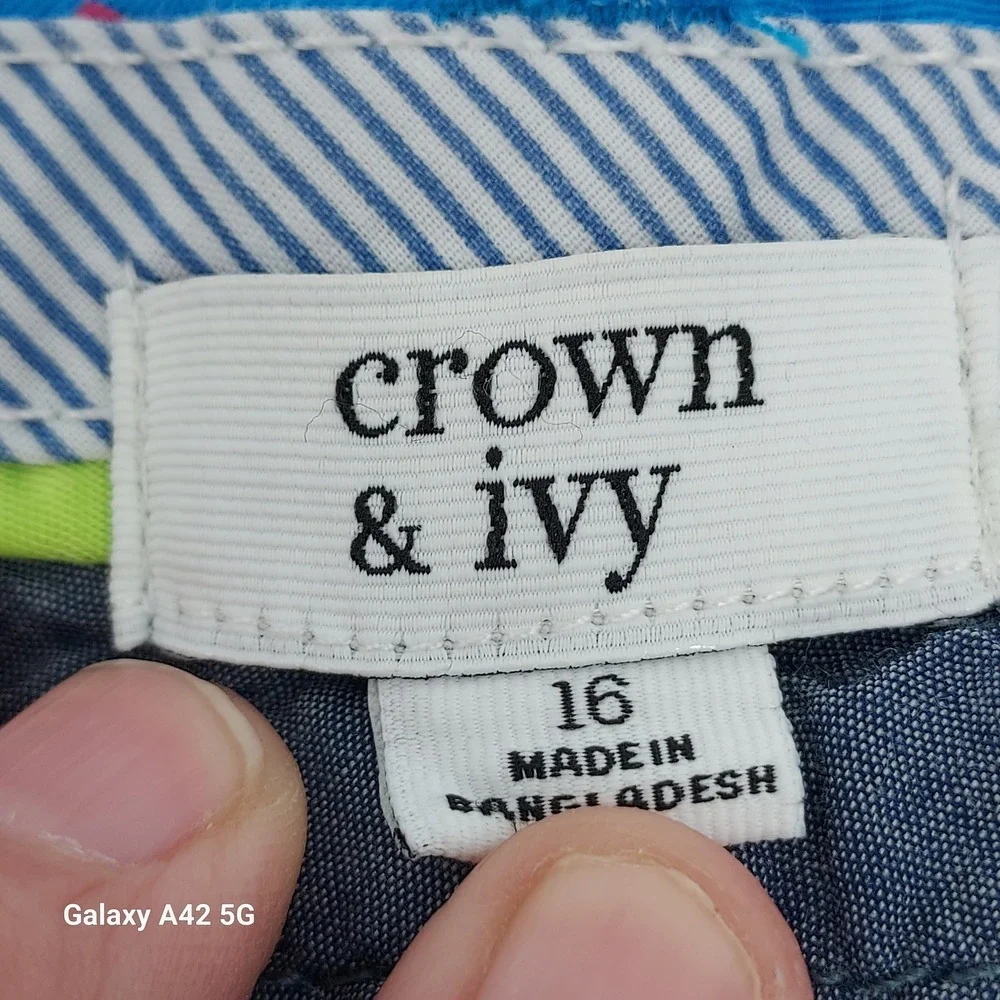 crown
& ivy
16
MADE IN
BANGLADESH
Galaxy A42 5G